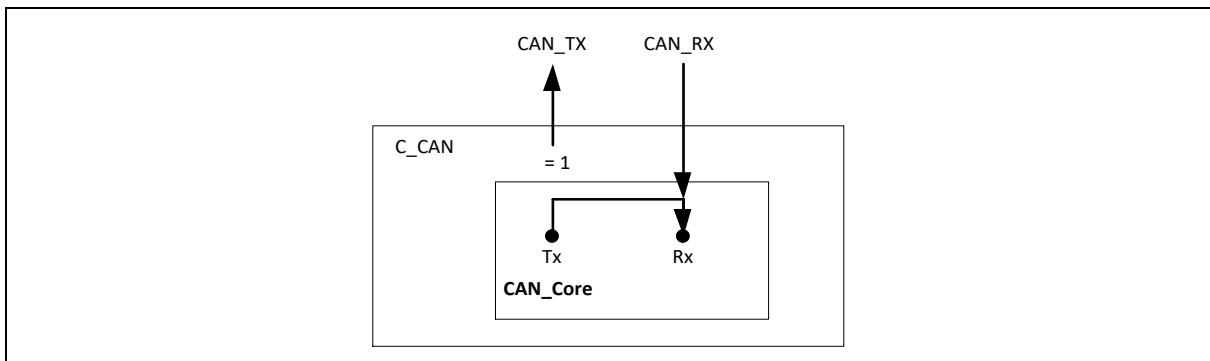 CAN_TX CAN_RX
C_CAN
= 1
Tx Rx
CAN_Core